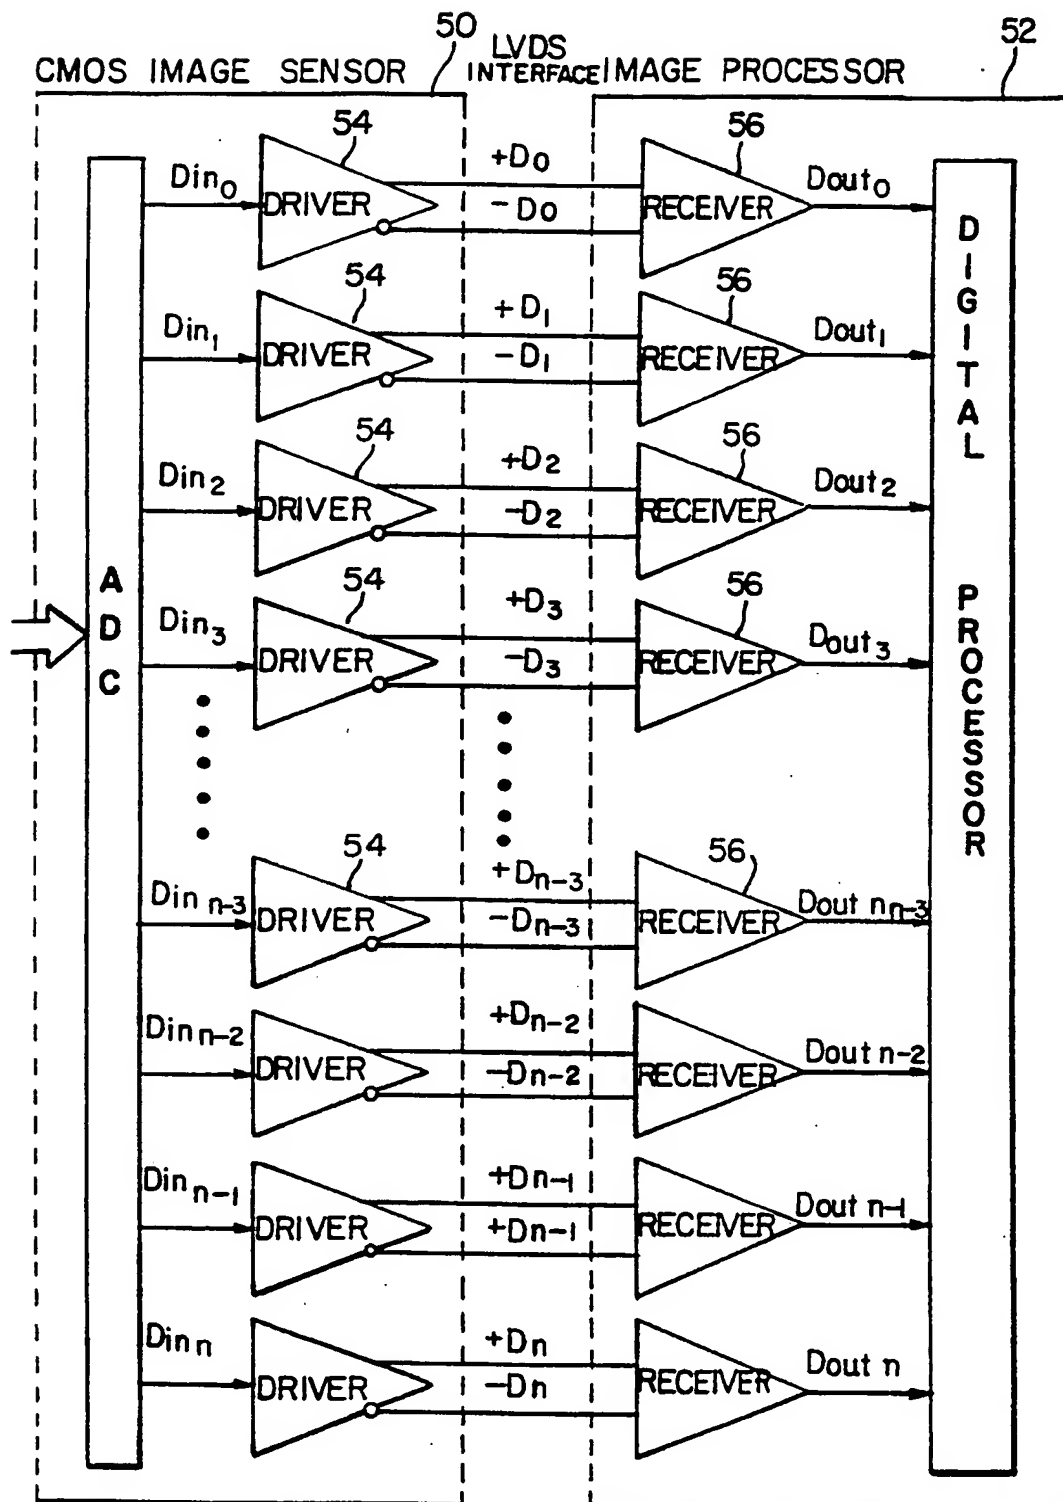 50
52
CMOS IMAGE SENSOR
LVDS
INTERFACE
IMAGE PROCESSOR
ADC
DIGITAL PROCESSOR
54
56
Din0
DRIVER
+D0
-D0
RECEIVER
Dout0
54
56
Din1
DRIVER
+D1
-D1
RECEIVER
Dout1
54
56
Din2
DRIVER
+D2
-D2
RECEIVER
Dout2
54
56
Din3
DRIVER
+D3
-D3
RECEIVER
Dout3
54
56
Din n-3
DRIVER
+Dn-3
-Dn-3
RECEIVER
Dout nn-3
Din n-2
DRIVER
+Dn-2
-Dn-2
RECEIVER
Dout n-2
Din n-1
DRIVER
+Dn-1
+Dn-1
RECEIVER
Dout n-1
Din n
DRIVER
+Dn
-Dn
RECEIVER
Dout n